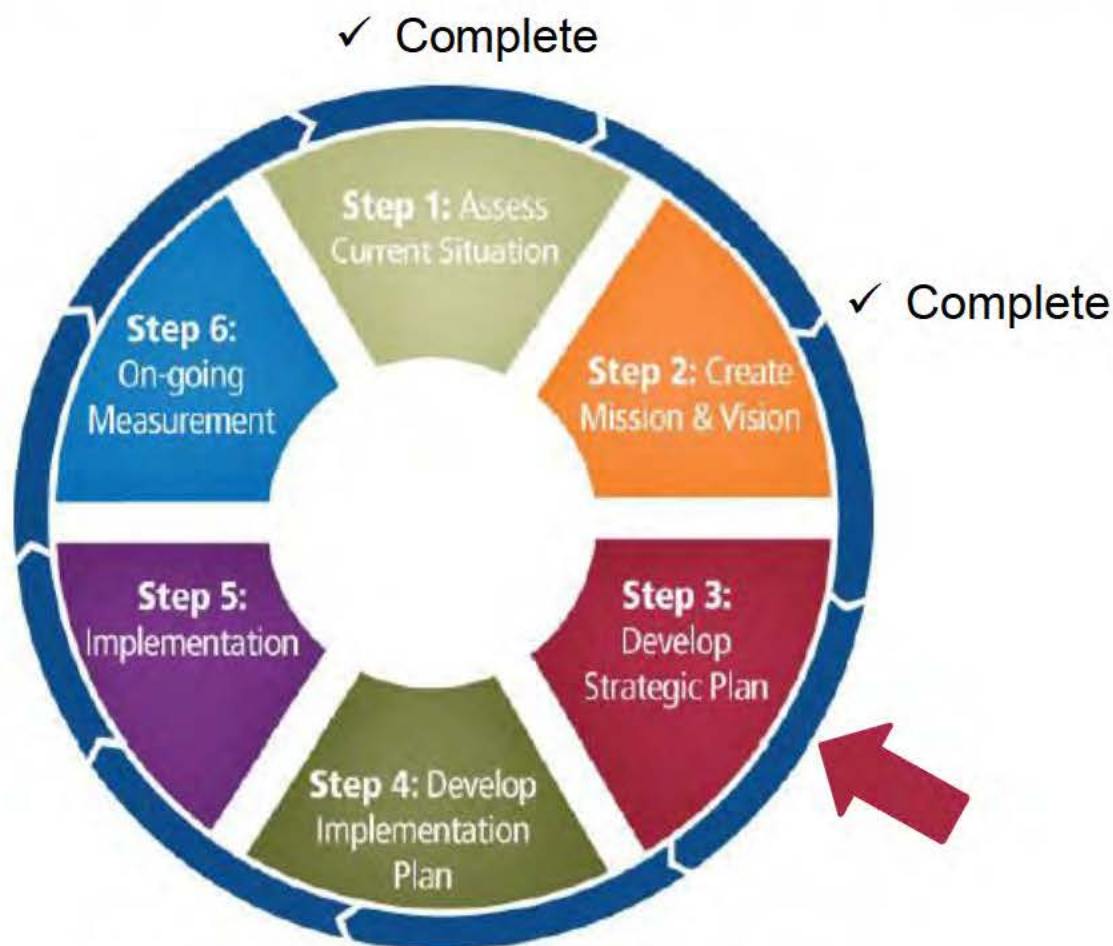 ✓ Complete
Step 1: Assess
Current Situation
✓ Complete
Step 2: Create
Mission & Vision
Step 3:
Develop
Strategic Plan
Step 4: Develop
Implementation
Plan
Step 5:
Implementation
Step 6:
On-going
Measurement